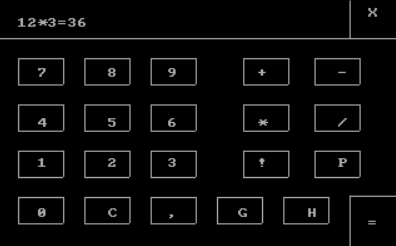 12*3=36 X
7 8 9 + -
4 5 6 * /
1 2 3 ! P
0 C , G H =